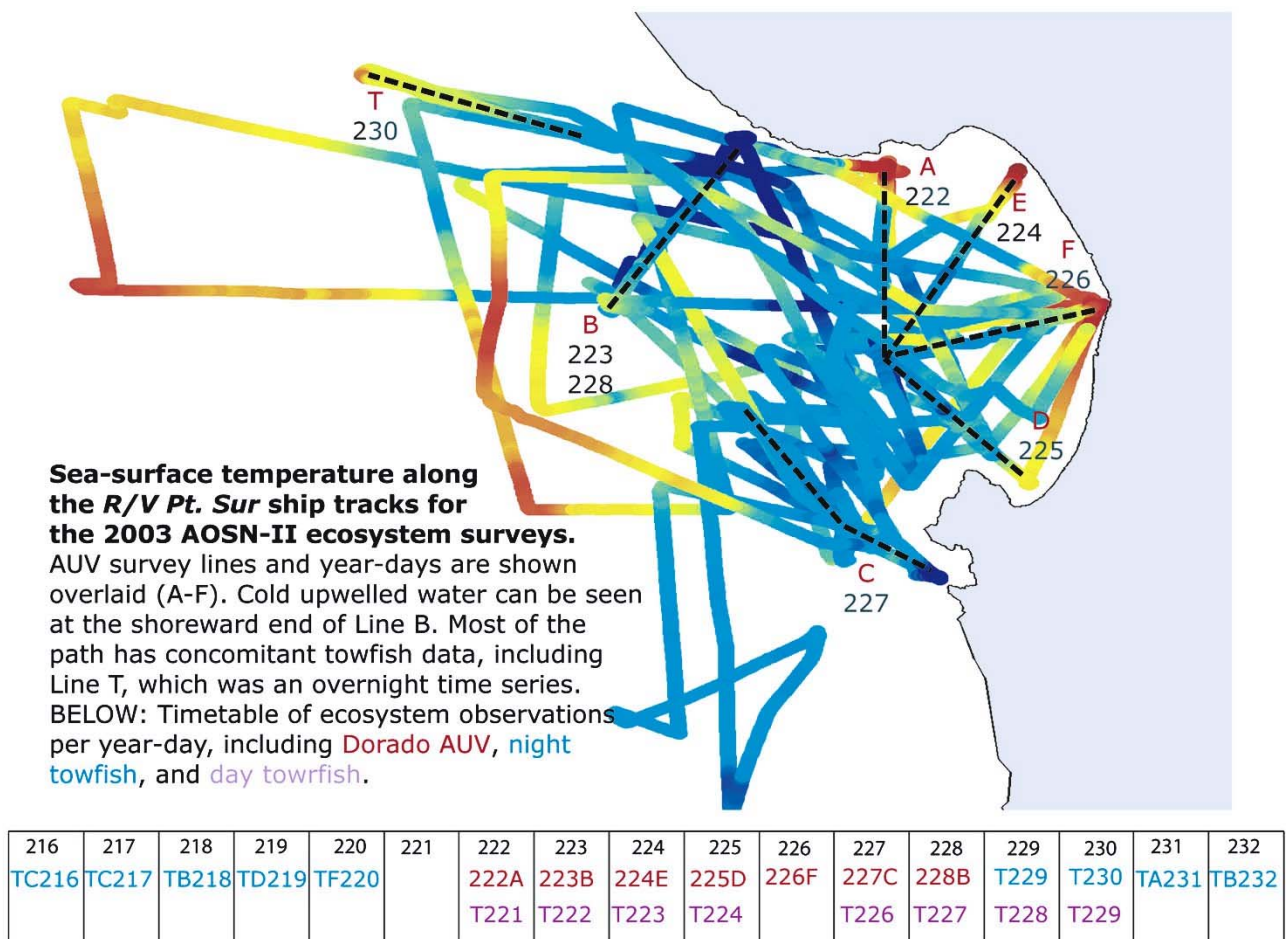 T
230
A
222
E
224
F
226
B
223
228
D
225
C
227
Sea-surface temperature along
the R/V Pt. Sur ship tracks for
the 2003 AOSN-II ecosystem surveys.
AUV survey lines and year-days are shown
overlaid (A-F). Cold upwelled water can be seen
at the shoreward end of Line B. Most of the
path has concomitant towfish data, including
Line T, which was an overnight time series.
BELOW: Timetable of ecosystem observations
per year-day, including Dorado AUV, night
towfish, and day towrfish.
216 217 218 219 220 221 222 223 224 225 226 227 228 229 230 231 232
TC216 TC217 TB218 TD219 TF220 222A 223B 224E 225D 226F 227C 228B T229 T230 TA231 TB232
T221 T222 T223 T224 T226 T227 T228 T229